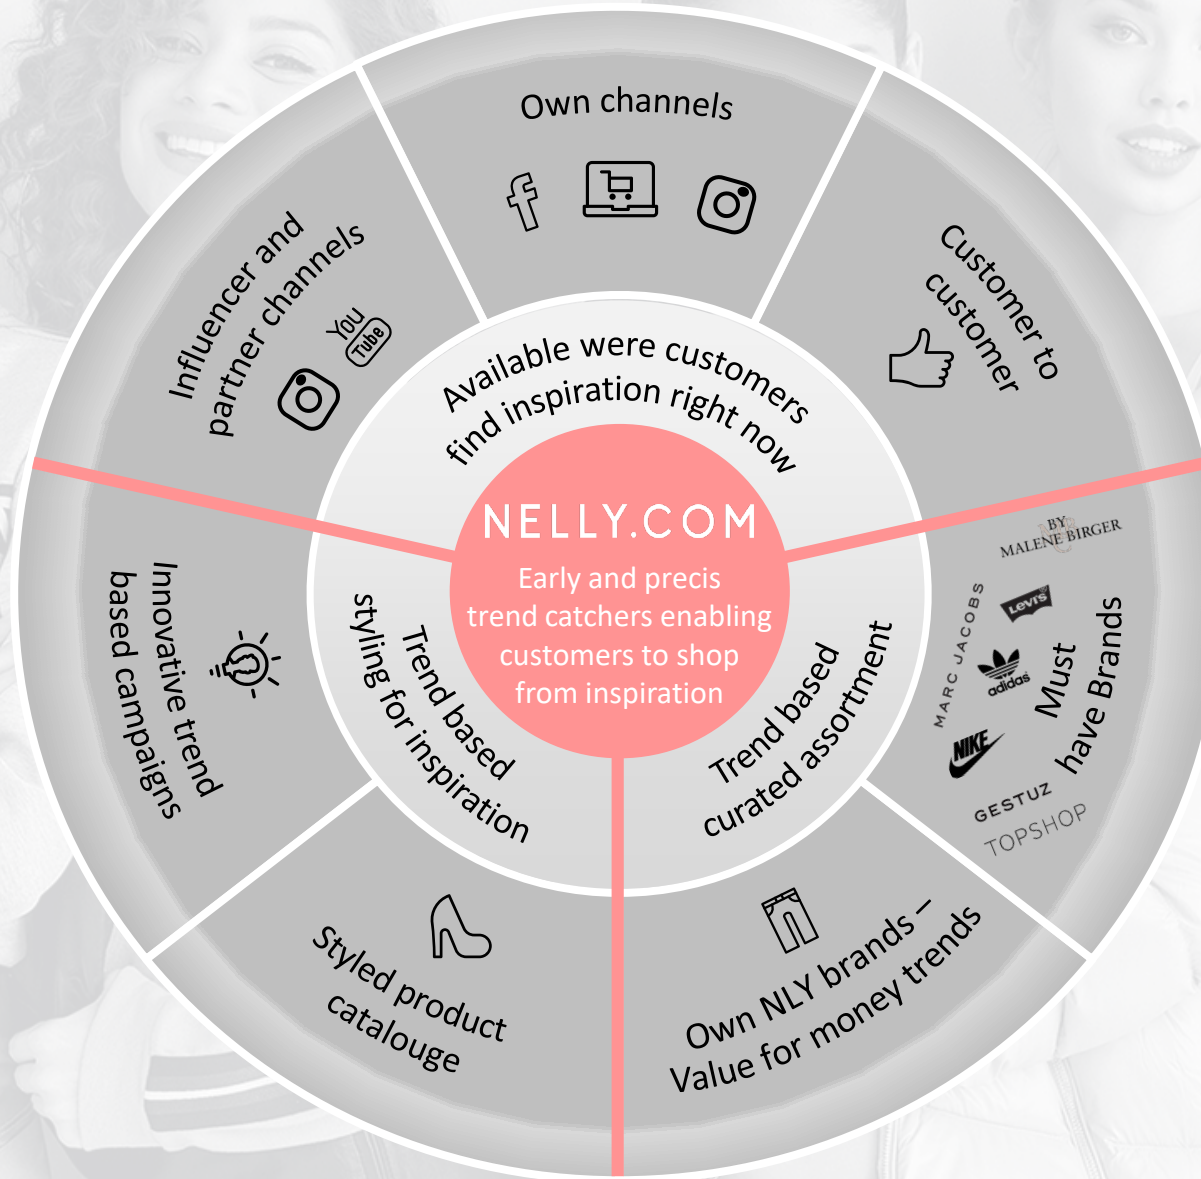 Own channels
Customer to
customer
Influencer and
partner channels
You
Tube
Available were customers
find inspiration right now
NELLY.COM
Early and precis
trend catchers enabling
customers to shop
from inspiration
Trend based
styling for inspiration
Trend based
curated assortment
Innovative trend
based campaigns
BY
MALENE BIRGER
LEVI'S
MARC JACOBS
adidas
NIKE
GESTUZ
TOPSHOP
Must
have Brands
Styled product
catalouge
Own NLY brands –
Value for money trends